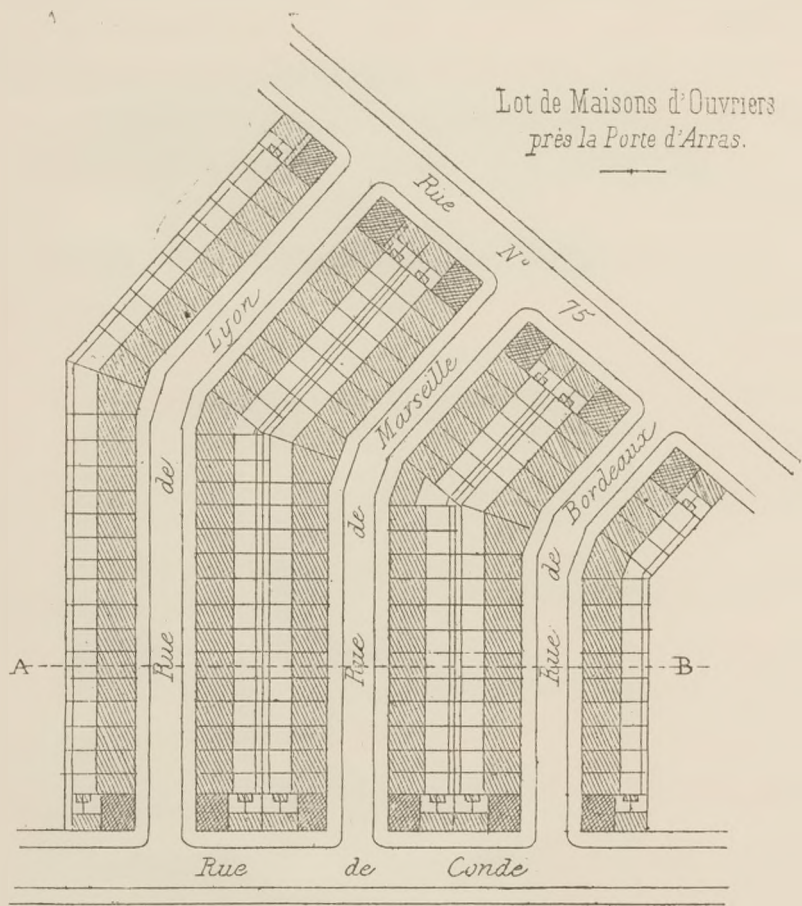 Lot de Maisons d'Ouvriers
près la Porte d'Arras.
Rue N° 75
Rue de Lyon
Rue de Marseille
Rue de Bordeaux
A
B
Rue de Conde